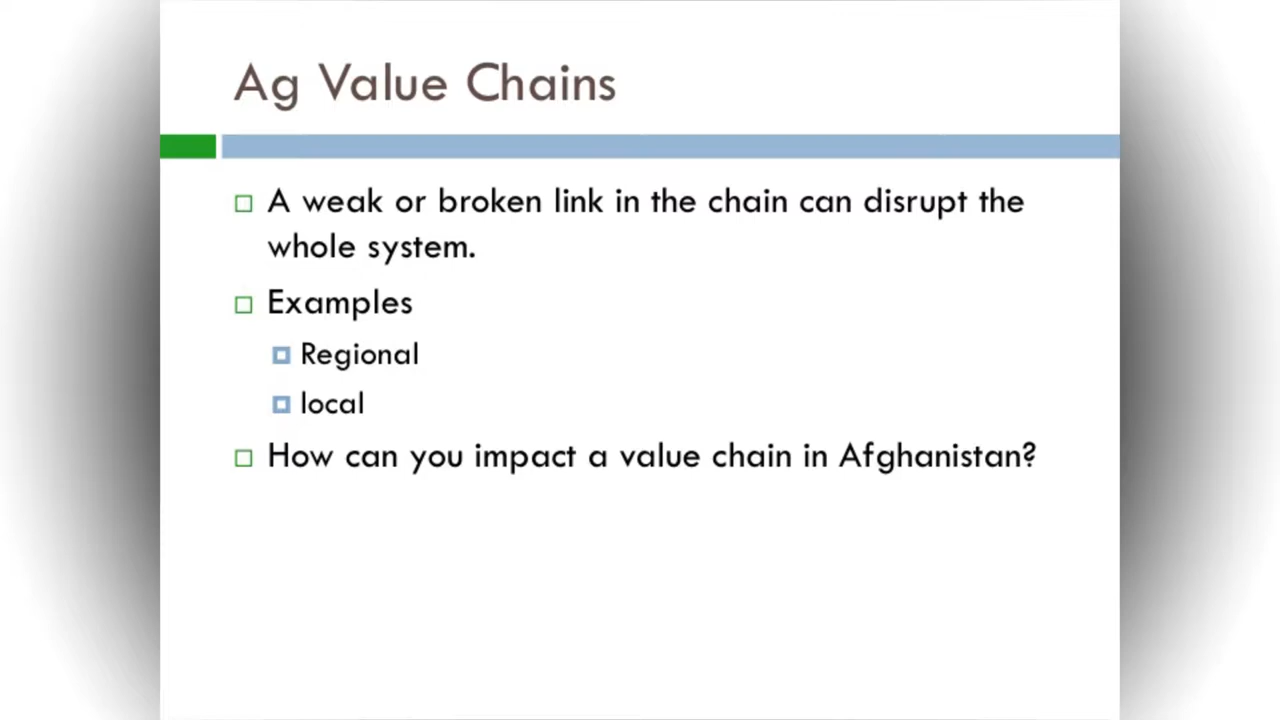 Ag Value Chains
A weak or broken link in the chain can disrupt the
whole system.
Examples
Regional
local
How can you impact a value chain in Afghanistan?